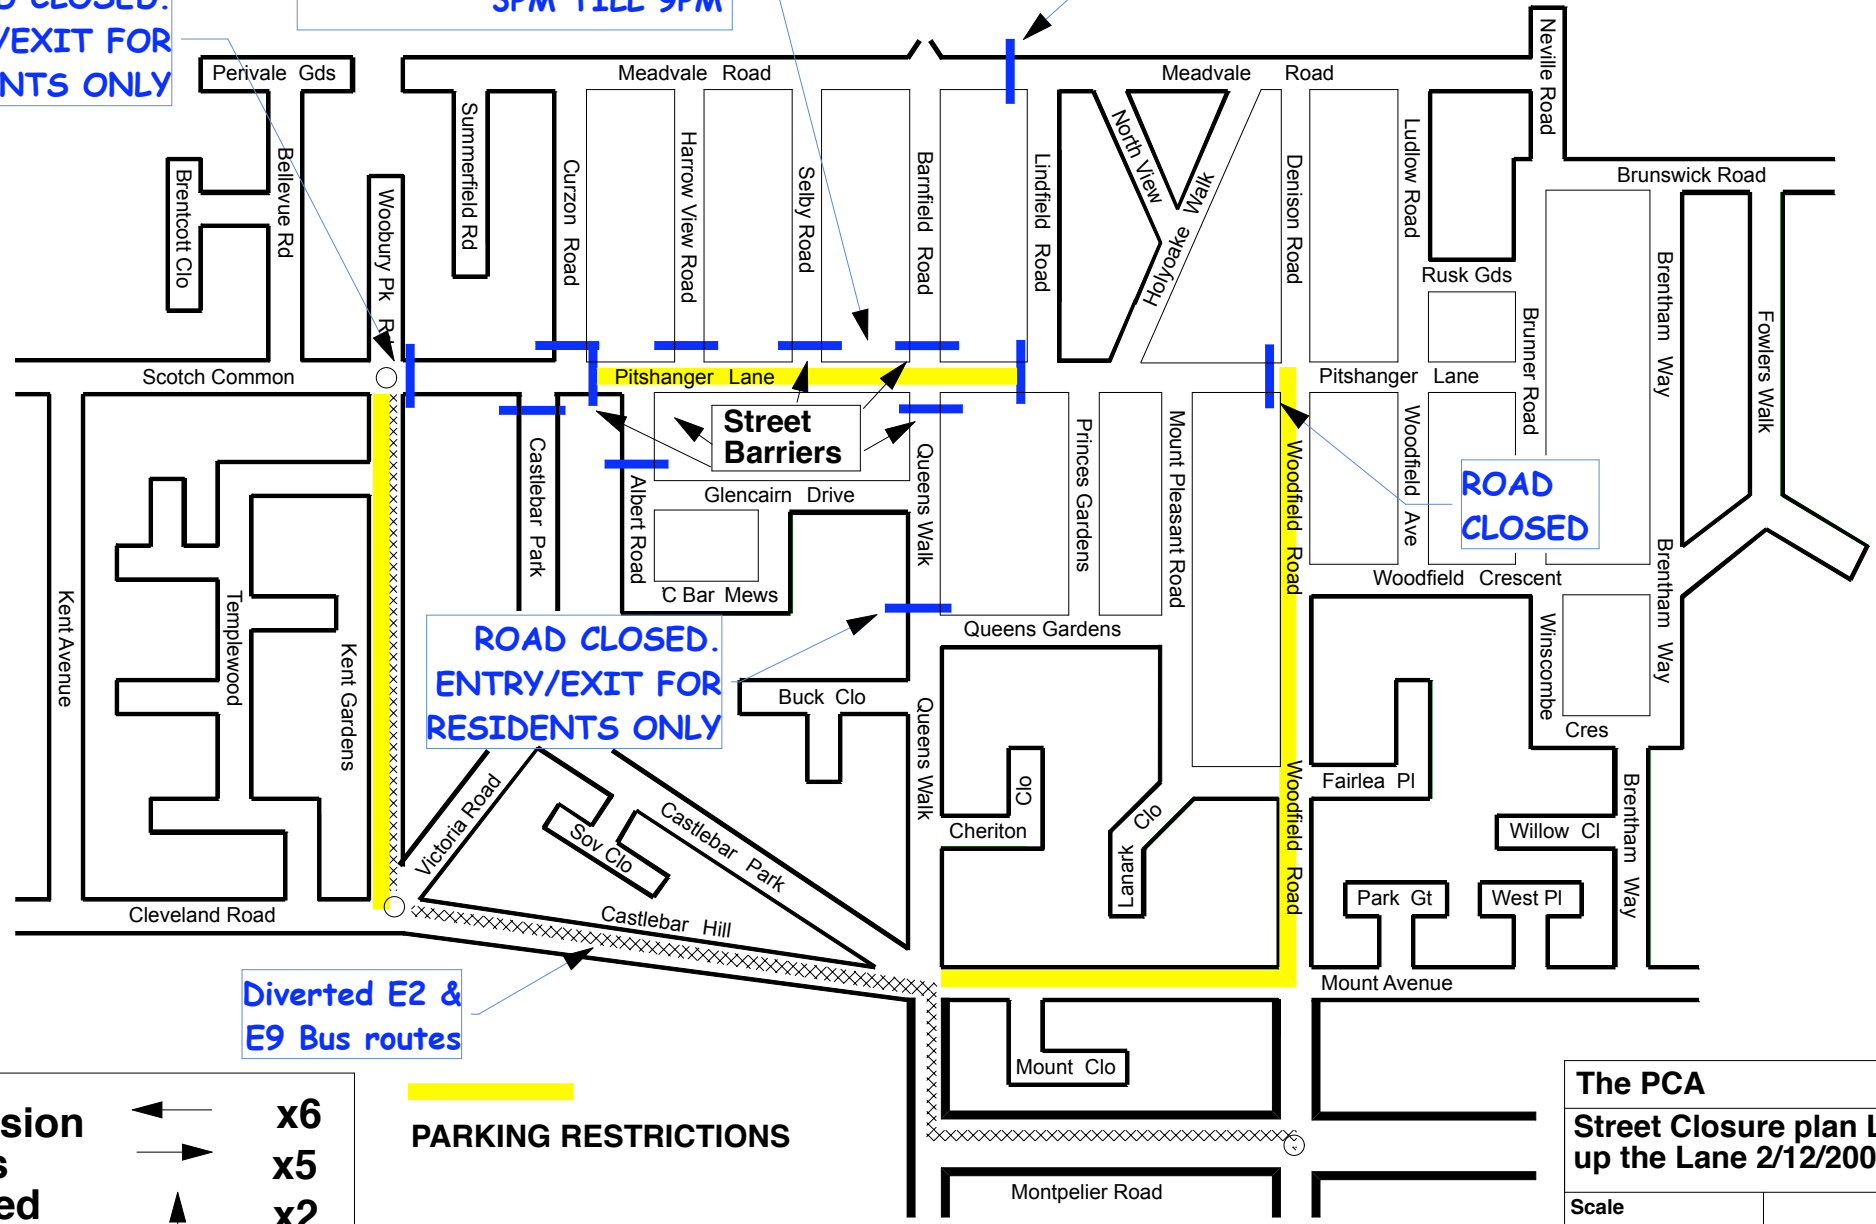 D CLOSED.
/EXIT FOR
NTS ONLY
3PM TILL 9PM
Perivale Gds
Meadvale Road
Meadvale Road
Neville Road
Brentcott Clo
Bellevue Rd
Woobury Pk R
Summerfield Rd
Curzon Road
Harrow View Road
Selby Road
Barnfield Road
Lindfield Road
North View
Holyoake Walk
Denison Road
Ludlow Road
Rusk Gds
Brunner Road
Brunswick Road
Brentham Way
Fowlers Walk
Scotch Common
Pitshanger Lane
Pitshanger Lane
Street
Barriers
Castlebar Park
Albert Road
Glencairn Drive
'C Bar Mews
Queens Walk
Princes Gardens
Mount Pleasant Road
Woodfield Road
Woodfield Ave
ROAD
CLOSED
Woodfield Crescent
Brentham Way
Winscombe
Cres
Kent Avenue
Templewood
Kent Gardens
ROAD CLOSED.
ENTRY/EXIT FOR
RESIDENTS ONLY
Queens Gardens
Buck Clo
Queens Walk
Clo
Cheriton
Lanark Clo
Woodfield Road
Fairlea Pl
Willow Cl
Brentham Way
Park Gt
West Pl
Victoria Road
Sov Clo
Castlebar Park
Castlebar Hill
Cleveland Road
Mount Avenue
Diverted E2 &
E9 Bus routes
Mount Clo
Montpelier Road
PARKING RESTRICTIONS
sion
x6
s
x5
ed
x2
The PCA
Street Closure plan L
up the Lane 2/12/200
Scale